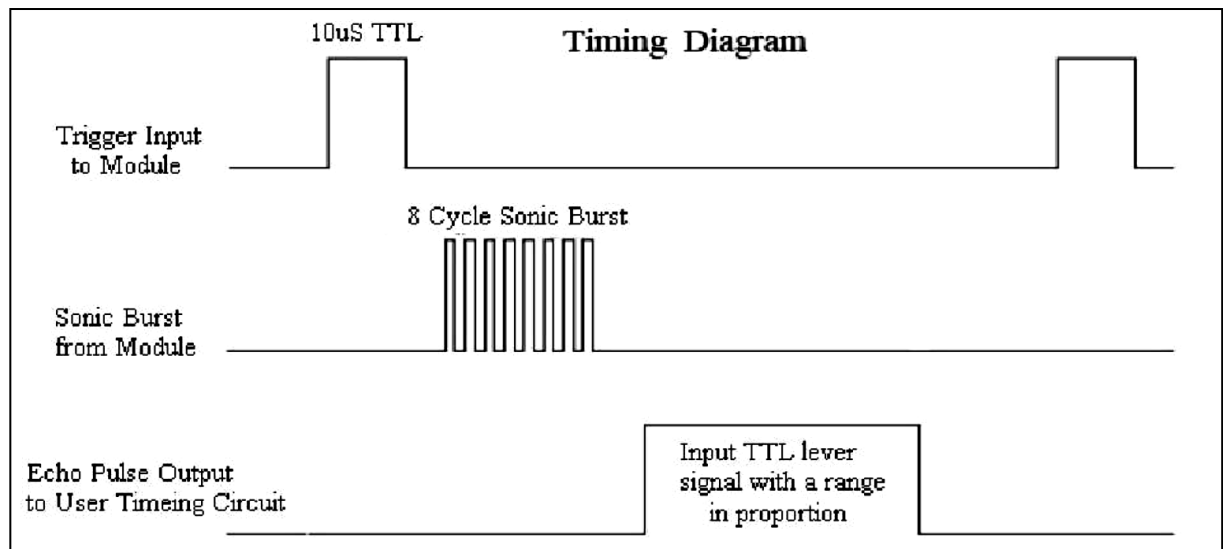 10uS TTL
Timing Diagram
Trigger Input
to Module
8 Cycle Sonic Burst
Sonic Burst
from Module
Echo Pulse Output
to User Timeing Circuit
Input TTL lever
signal with a range
in proportion